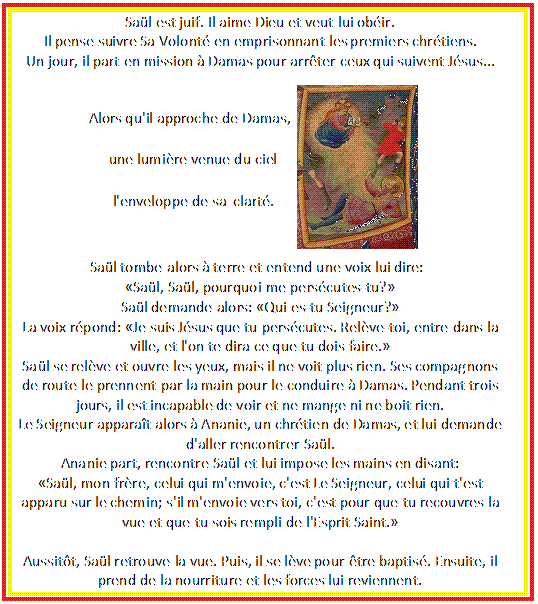 Saül est juif. Il aime Dieu et veut lui obéir.
Il pense suivre Sa Volonté en emprisonnant les premiers chrétiens.
Un jour, il part en mission à Damas pour arrêter ceux qui suivent Jésus...
Alors qu'il approche de Damas,
une lumière venue du ciel
l'enveloppe de sa clarté.
Saül tombe alors à terre et entend une voix lui dire:
«Saül, Saül, pourquoi me persécutes-tu?»
Saül demande alors: «Qui es-tu Seigneur?»
La voix répond: «Je suis Jésus que tu persécutes. Relève-toi, entre dans la
ville, et l'on te dira ce que tu dois faire.»
Saül se relève et ouvre les yeux, mais il ne voit plus rien. Ses compagnons
de route le prennent par la main pour le conduire à Damas. Pendant trois
jours, il est incapable de voir et ne mange ni ne boit rien.
Le Seigneur apparaît alors à Ananie, un chrétien de Damas, et lui demande
d'aller rencontrer Saül.
Ananie part, rencontre Saül et lui impose les mains en disant:
«Saül, mon frère, celui qui m'envoie, c'est Le Seigneur, celui qui t'est
apparu sur le chemin; s'il m'envoie vers toi, c'est pour que tu recouvres la
vue et que tu sois rempli de l'Esprit Saint.»
Aussitôt, Saül retrouve la vue. Puis, il se lève pour être baptisé. Ensuite, il
prend de la nourriture et les forces lui reviennent.